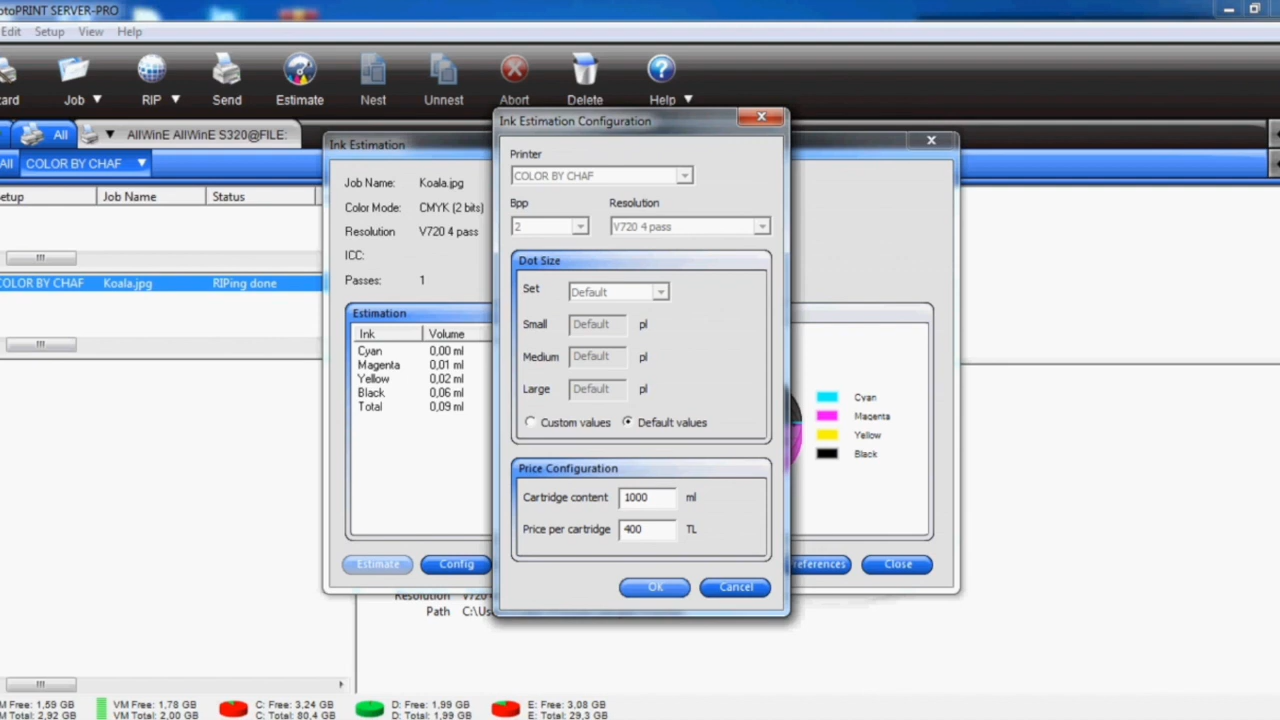 otoPRINT SERVER-PRO
Edit Setup View Help
ard Job RIP Send Estimate Nest Unnest Abort Delete Help
All AllWinE AllWinE S320@FILE:
All COLOR BY CHAF
etup Job Name Status
COLOR BY CHAF Koala.jpg RIPing done
Ink Estimation
Job Name: Koala.jpg
Color Mode: CMYK (2 bits)
Resolution V720 4 pass
ICC:
Passes: 1
Estimation
Ink Volume
Cyan 0,00 ml
Magenta 0,01 ml
Yellow 0,02 ml
Black 0,06 ml
Total 0,09 ml
Estimate Config
Ink Estimation Configuration
Printer
COLOR BY CHAF
Bpp Resolution
2 V720 4 pass
Dot Size
Set Default
Small Default pl
Medium Default pl
Large Default pl
Custom values Default values
Price Configuration
Cartridge content 1000 ml
Price per cartridge 400 TL
OK Cancel
Cyan
Magenta
Yellow
Black
references Close
Resolution V720
Path C:\Us
M Free: 1,59 GB VM Free: 1,78 GB C: Free: 3,24 GB D: Free: 1,99 GB E: Free: 3,08 GB
M Total: 2,92 GB VM Total: 2,00 GB C: Total: 80,4 GB D: Total: 1,99 GB E: Total: 29,3 GB